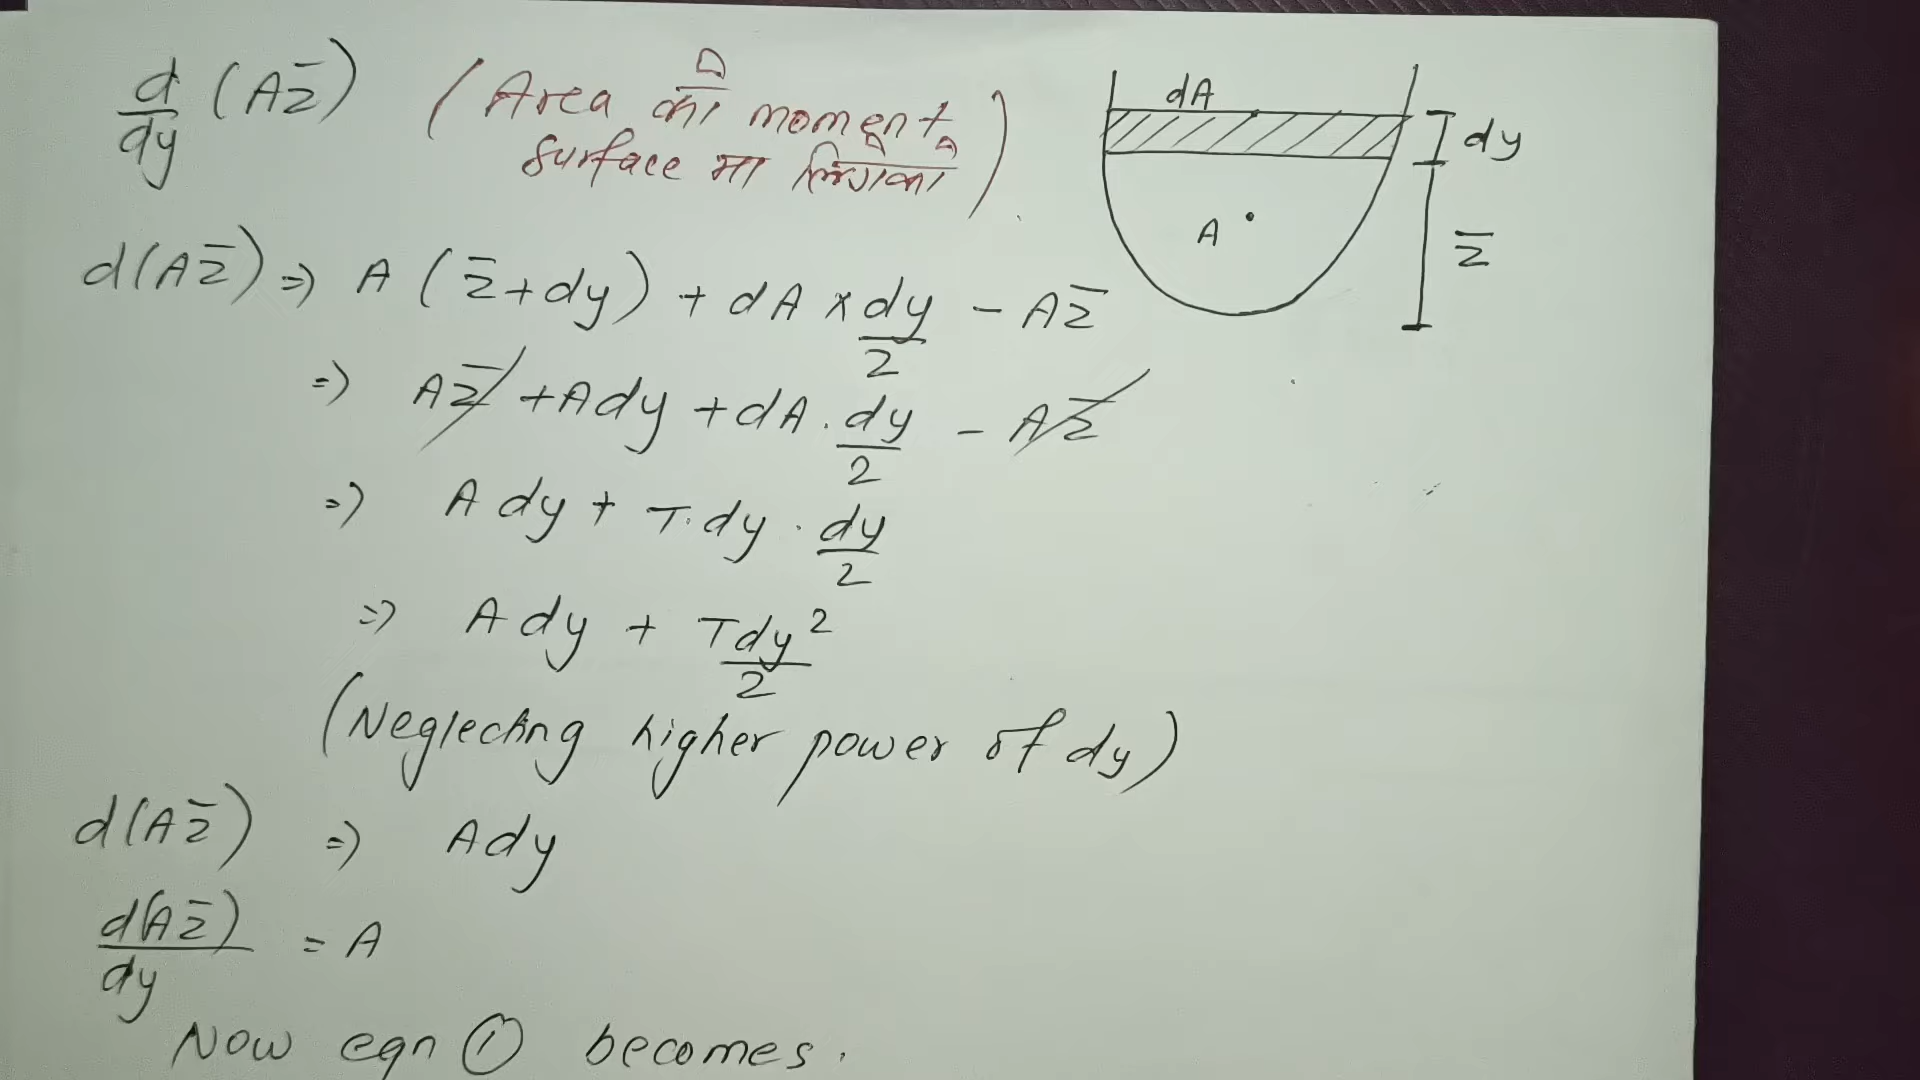 d/dy (Az̄) (Area को moment
surface मा
dA
dy
A
z̄
d(Az̄) ⇒ A (z̄+dy) + dA × dy/2 − Az̄
⇒ Az̄ + Ady + dA . dy/2 − Az̄
⇒ A dy + T.dy . dy/2
⇒ A dy + Tdy²/2
(Neglecting higher power of dy)
d(Az̄) ⇒ Ady
d(Az̄)/dy = A
Now eqn ① becomes.